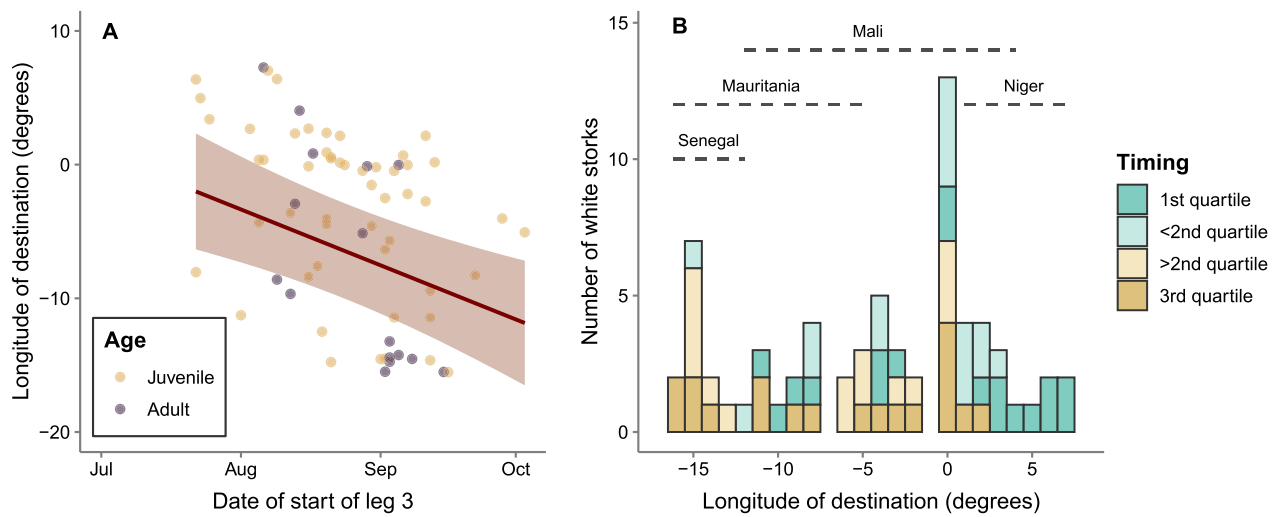 A
Longitude of destination (degrees)
10
0
−10
−20
Age
Juvenile
Adult
Jul
Aug
Sep
Oct
Date of start of leg 3
B
Number of white storks
15
10
5
0
Mali
Mauritania
Niger
Senegal
−15
−10
−5
0
5
Longitude of destination (degrees)
Timing
1st quartile
<2nd quartile
>2nd quartile
3rd quartile